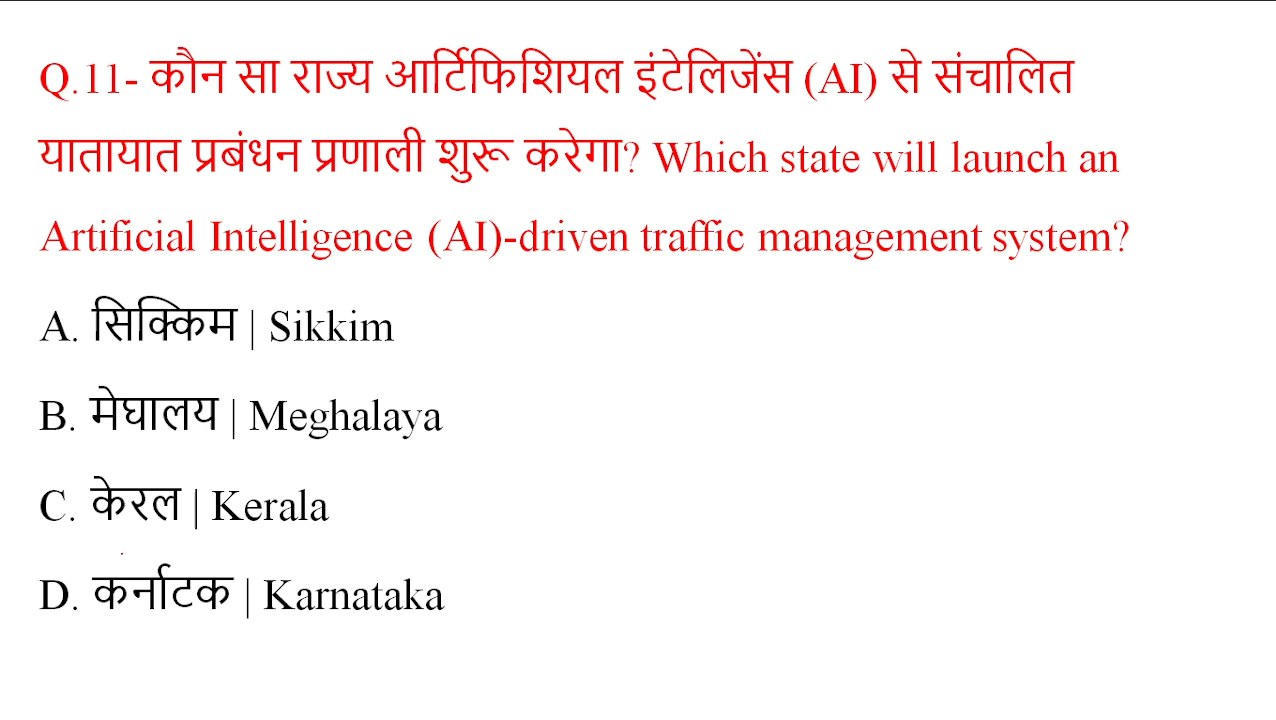 Q.11- कौन सा राज्य आर्टिफिशियल इंटेलिजेंस (AI) से संचालित
यातायात प्रबंधन प्रणाली शुरू करेगा? Which state will launch an
Artificial Intelligence (AI)-driven traffic management system?
A. सिक्किम | Sikkim
B. मेघालय | Meghalaya
C. केरल | Kerala
D. कर्नाटक | Karnataka